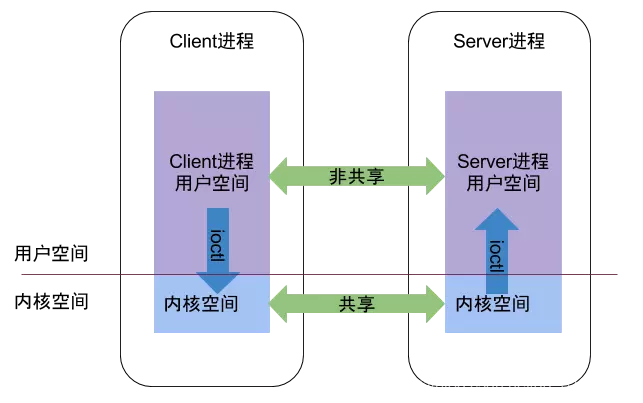 Client进程
Server进程
Client进程
用户空间
非共享
Server进程
用户空间
ioctl
ioctl
用户空间
内核空间
内核空间
共享
内核空间